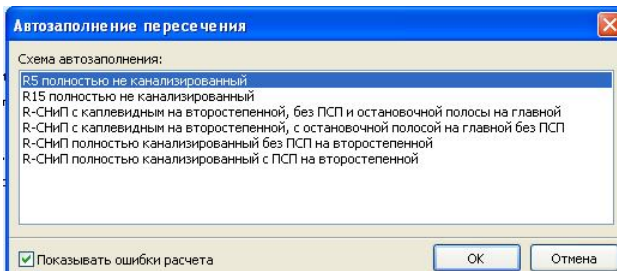 Автозаполнение пересечения
Схема автозаполнения:
R5 полностью не канализированный
R15 полностью не канализированный
R-СНиП с каплевидным на второстепенной, без ПСП и остановочной полосы на главной
R-СНиП с каплевидным на второстепенной, с остановочной полосой на главной без ПСП
R-СНиП полностью канализированный без ПСП на второстепенной
R-СНиП полностью канализированный с ПСП на второстепенной
Показывать ошибки расчета
OK
Отмена